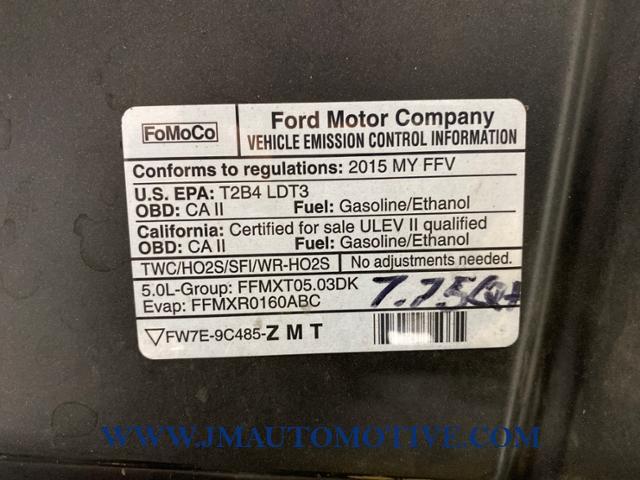 FoMoCo
Ford Motor Company
VEHICLE EMISSION CONTROL INFORMATION
Conforms to regulations: 2015 MY FFV
U.S. EPA: T2B4 LDT3
OBD: CA II Fuel: Gasoline/Ethanol
California: Certified for sale ULEV II qualified
OBD: CA II Fuel: Gasoline/Ethanol
TWC/HO2S/SFI/WR-HO2S No adjustments needed.
5.0L-Group: FFMXT05.03DK
Evap: FFMXR0160ABC
7.75
FW7E-9C485-Z M T
WWW.JMAUTOMOTIVE.COM